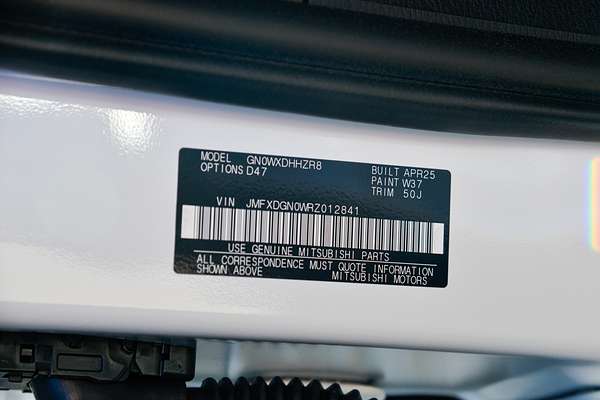 MODEL GN0WXDHHZR8
OPTIONS D47
BUILT APR25
PAINT W37
TRIM 50J
VIN JMFXDGN0WRZ012841
USE GENUINE MITSUBISHI PARTS
ALL CORRESPONDENCE MUST QUOTE INFORMATION
SHOWN ABOVE MITSUBISHI MOTORS